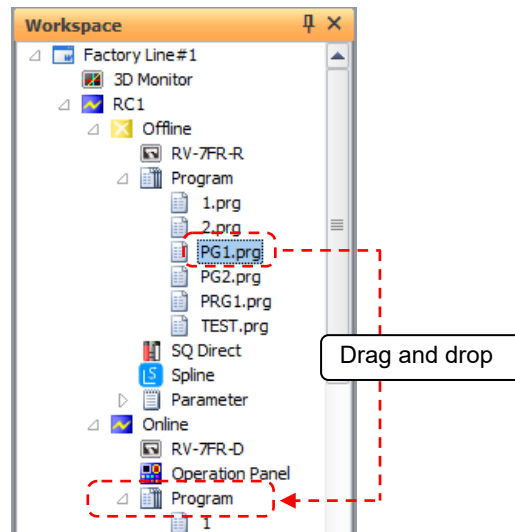 Workspace
Factory Line#1
3D Monitor
RC1
Offline
RV-7FR-R
Program
1.prg
2.prg
PG1.prg
PG2.prg
PRG1.prg
TEST.prg
SQ Direct
Spline
Parameter
Online
RV-7FR-D
Operation Panel
Program
1
Drag and drop